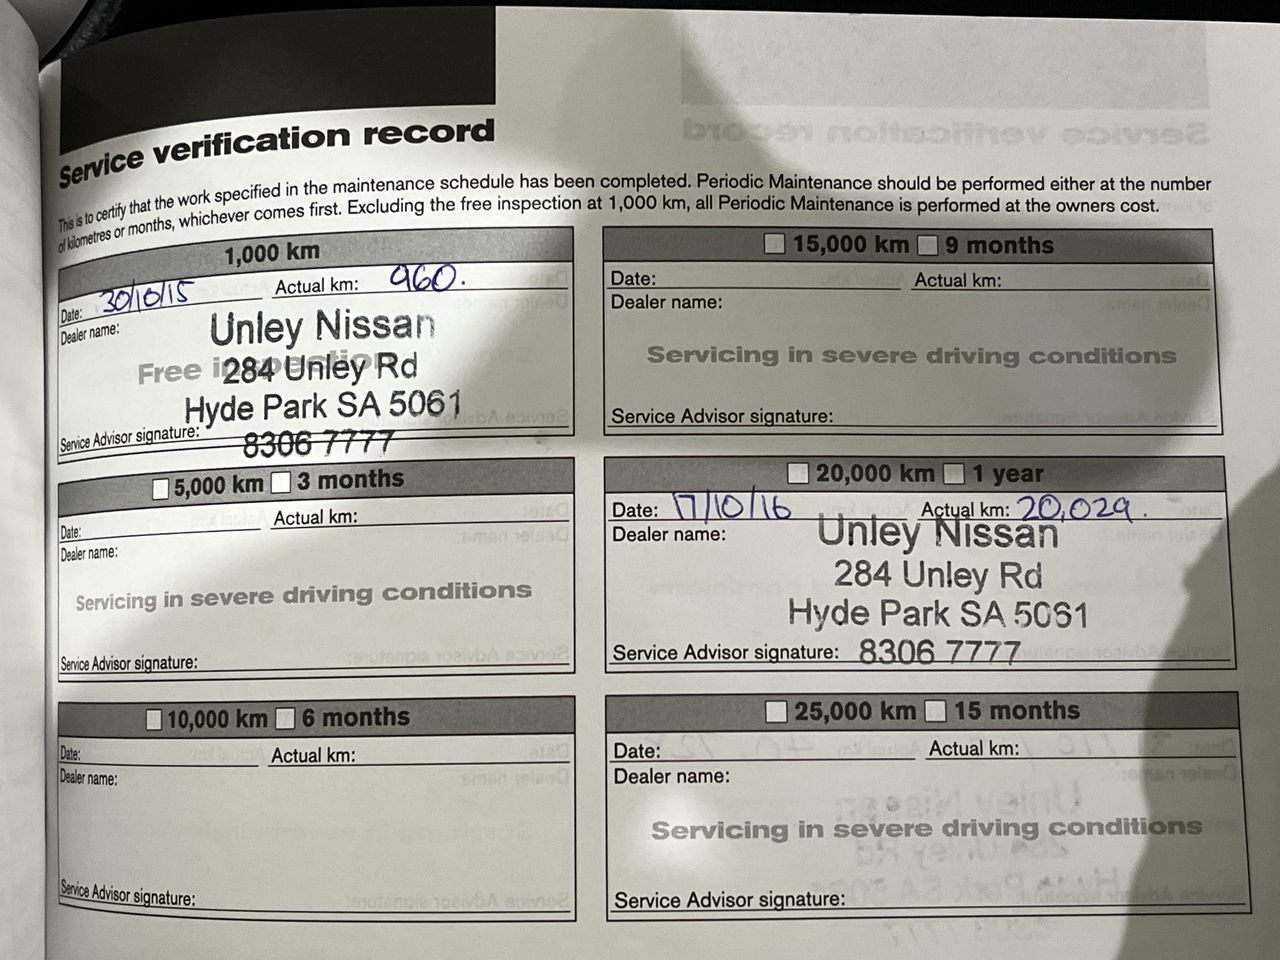 Service verification record
This is to certify that the work specified in the maintenance schedule has been completed. Periodic Maintenance should be performed either at the number
of kilometres or months, whichever comes first. Excluding the free inspection at 1,000 km, all Periodic Maintenance is performed at the owners cost.
1,000 km
Date: 30/10/15 Actual km: 960.
Dealer name:
Unley Nissan
Free inspection
284 Unley Rd
Hyde Park SA 5061
Service Advisor signature:
8306 7777
5,000 km 3 months
Date: Actual km:
Dealer name:
Servicing in severe driving conditions
Service Advisor signature:
10,000 km 6 months
Date: Actual km:
Dealer name:
Service Advisor signature:
15,000 km 9 months
Date: Actual km:
Dealer name:
Servicing in severe driving conditions
Service Advisor signature:
20,000 km 1 year
Date: 17/10/16 Actual km: 20,029.
Dealer name: Unley Nissan
284 Unley Rd
Hyde Park SA 5061
Service Advisor signature: 8306 7777
25,000 km 15 months
Date: Actual km:
Dealer name:
Servicing in severe driving conditions
Service Advisor signature: